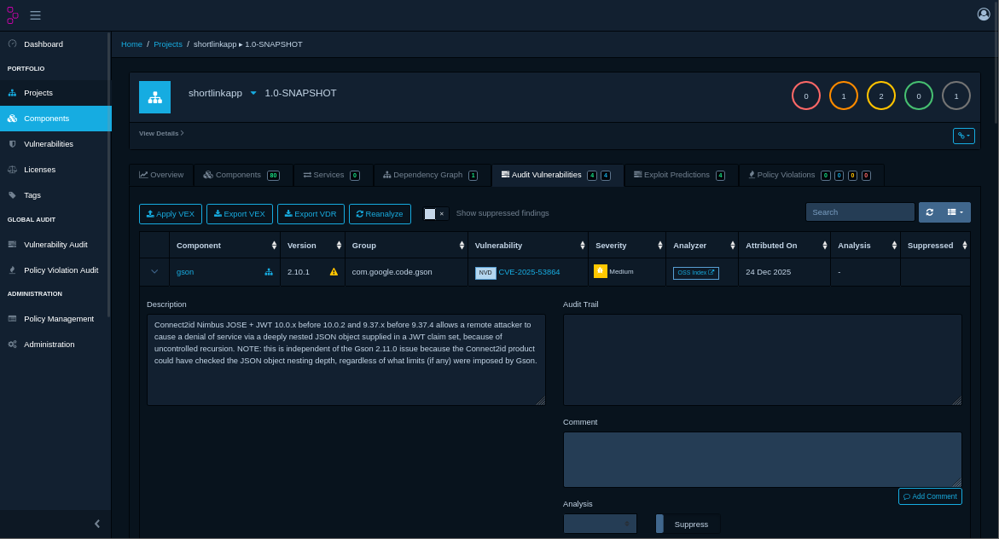 Home / Projects / shortlinkapp ▸ 1.0-SNAPSHOT
Dashboard
PORTFOLIO
Projects
Components
Vulnerabilities
Licenses
Tags
GLOBAL AUDIT
Vulnerability Audit
Policy Violation Audit
ADMINISTRATION
Policy Management
Administration
shortlinkapp 1.0-SNAPSHOT
0 1 2 0 1
View Details
Overview Components 80 Services 0 Dependency Graph 1 Audit Vulnerabilities 4 4 Exploit Predictions 4 Policy Violations 0 0 0 0
Apply VEX Export VEX Export VDR Reanalyze Show suppressed findings Search
Component Version Group Vulnerability Severity Analyzer Attributed On Analysis Suppressed
gson 2.10.1 com.google.code.gson NVD CVE-2025-53864 Medium OSS Index 24 Dec 2025 -
Description
Connect2id Nimbus JOSE + JWT 10.0.x before 10.0.2 and 9.37.x before 9.37.4 allows a remote attacker to
cause a denial of service via a deeply nested JSON object supplied in a JWT claim set, because of
uncontrolled recursion. NOTE: this is independent of the Gson 2.11.0 issue because the Connect2id product
could have checked the JSON object nesting depth, regardless of what limits (if any) were imposed by Gson.
Audit Trail
Comment
Add Comment
Analysis
Suppress